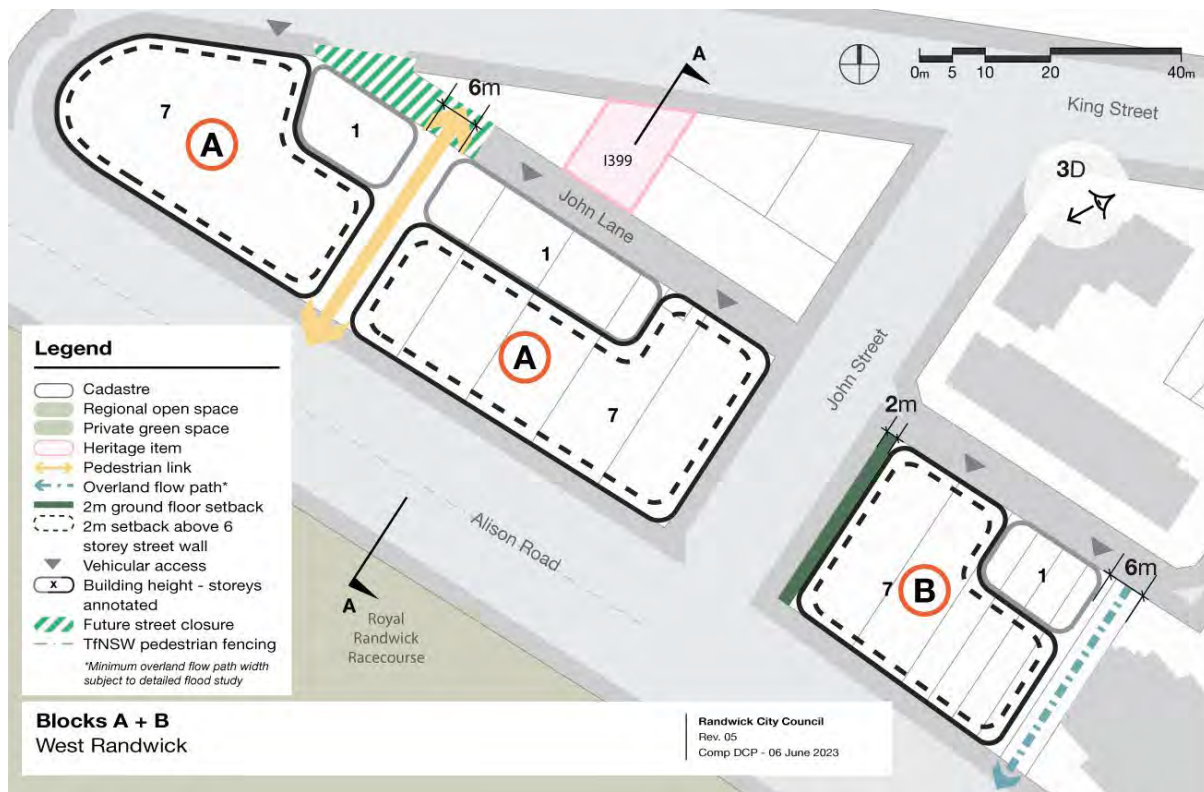 A
6m
0m 5 10 20 40m
King Street
7
A
1
I399
3D
John Lane
1
A
7
John Street
2m
Alison Road
7
B
1
6m
A
Royal
Randwick
Racecourse
Legend
Cadastre
Regional open space
Private green space
Heritage item
Pedestrian link
Overland flow path*
2m ground floor setback
2m setback above 6
storey street wall
Vehicular access
x Building height - storeys
annotated
Future street closure
TfNSW pedestrian fencing
*Minimum overland flow path width
subject to detailed flood study
Blocks A + B
West Randwick
Randwick City Council
Rev. 05
Comp DCP - 06 June 2023